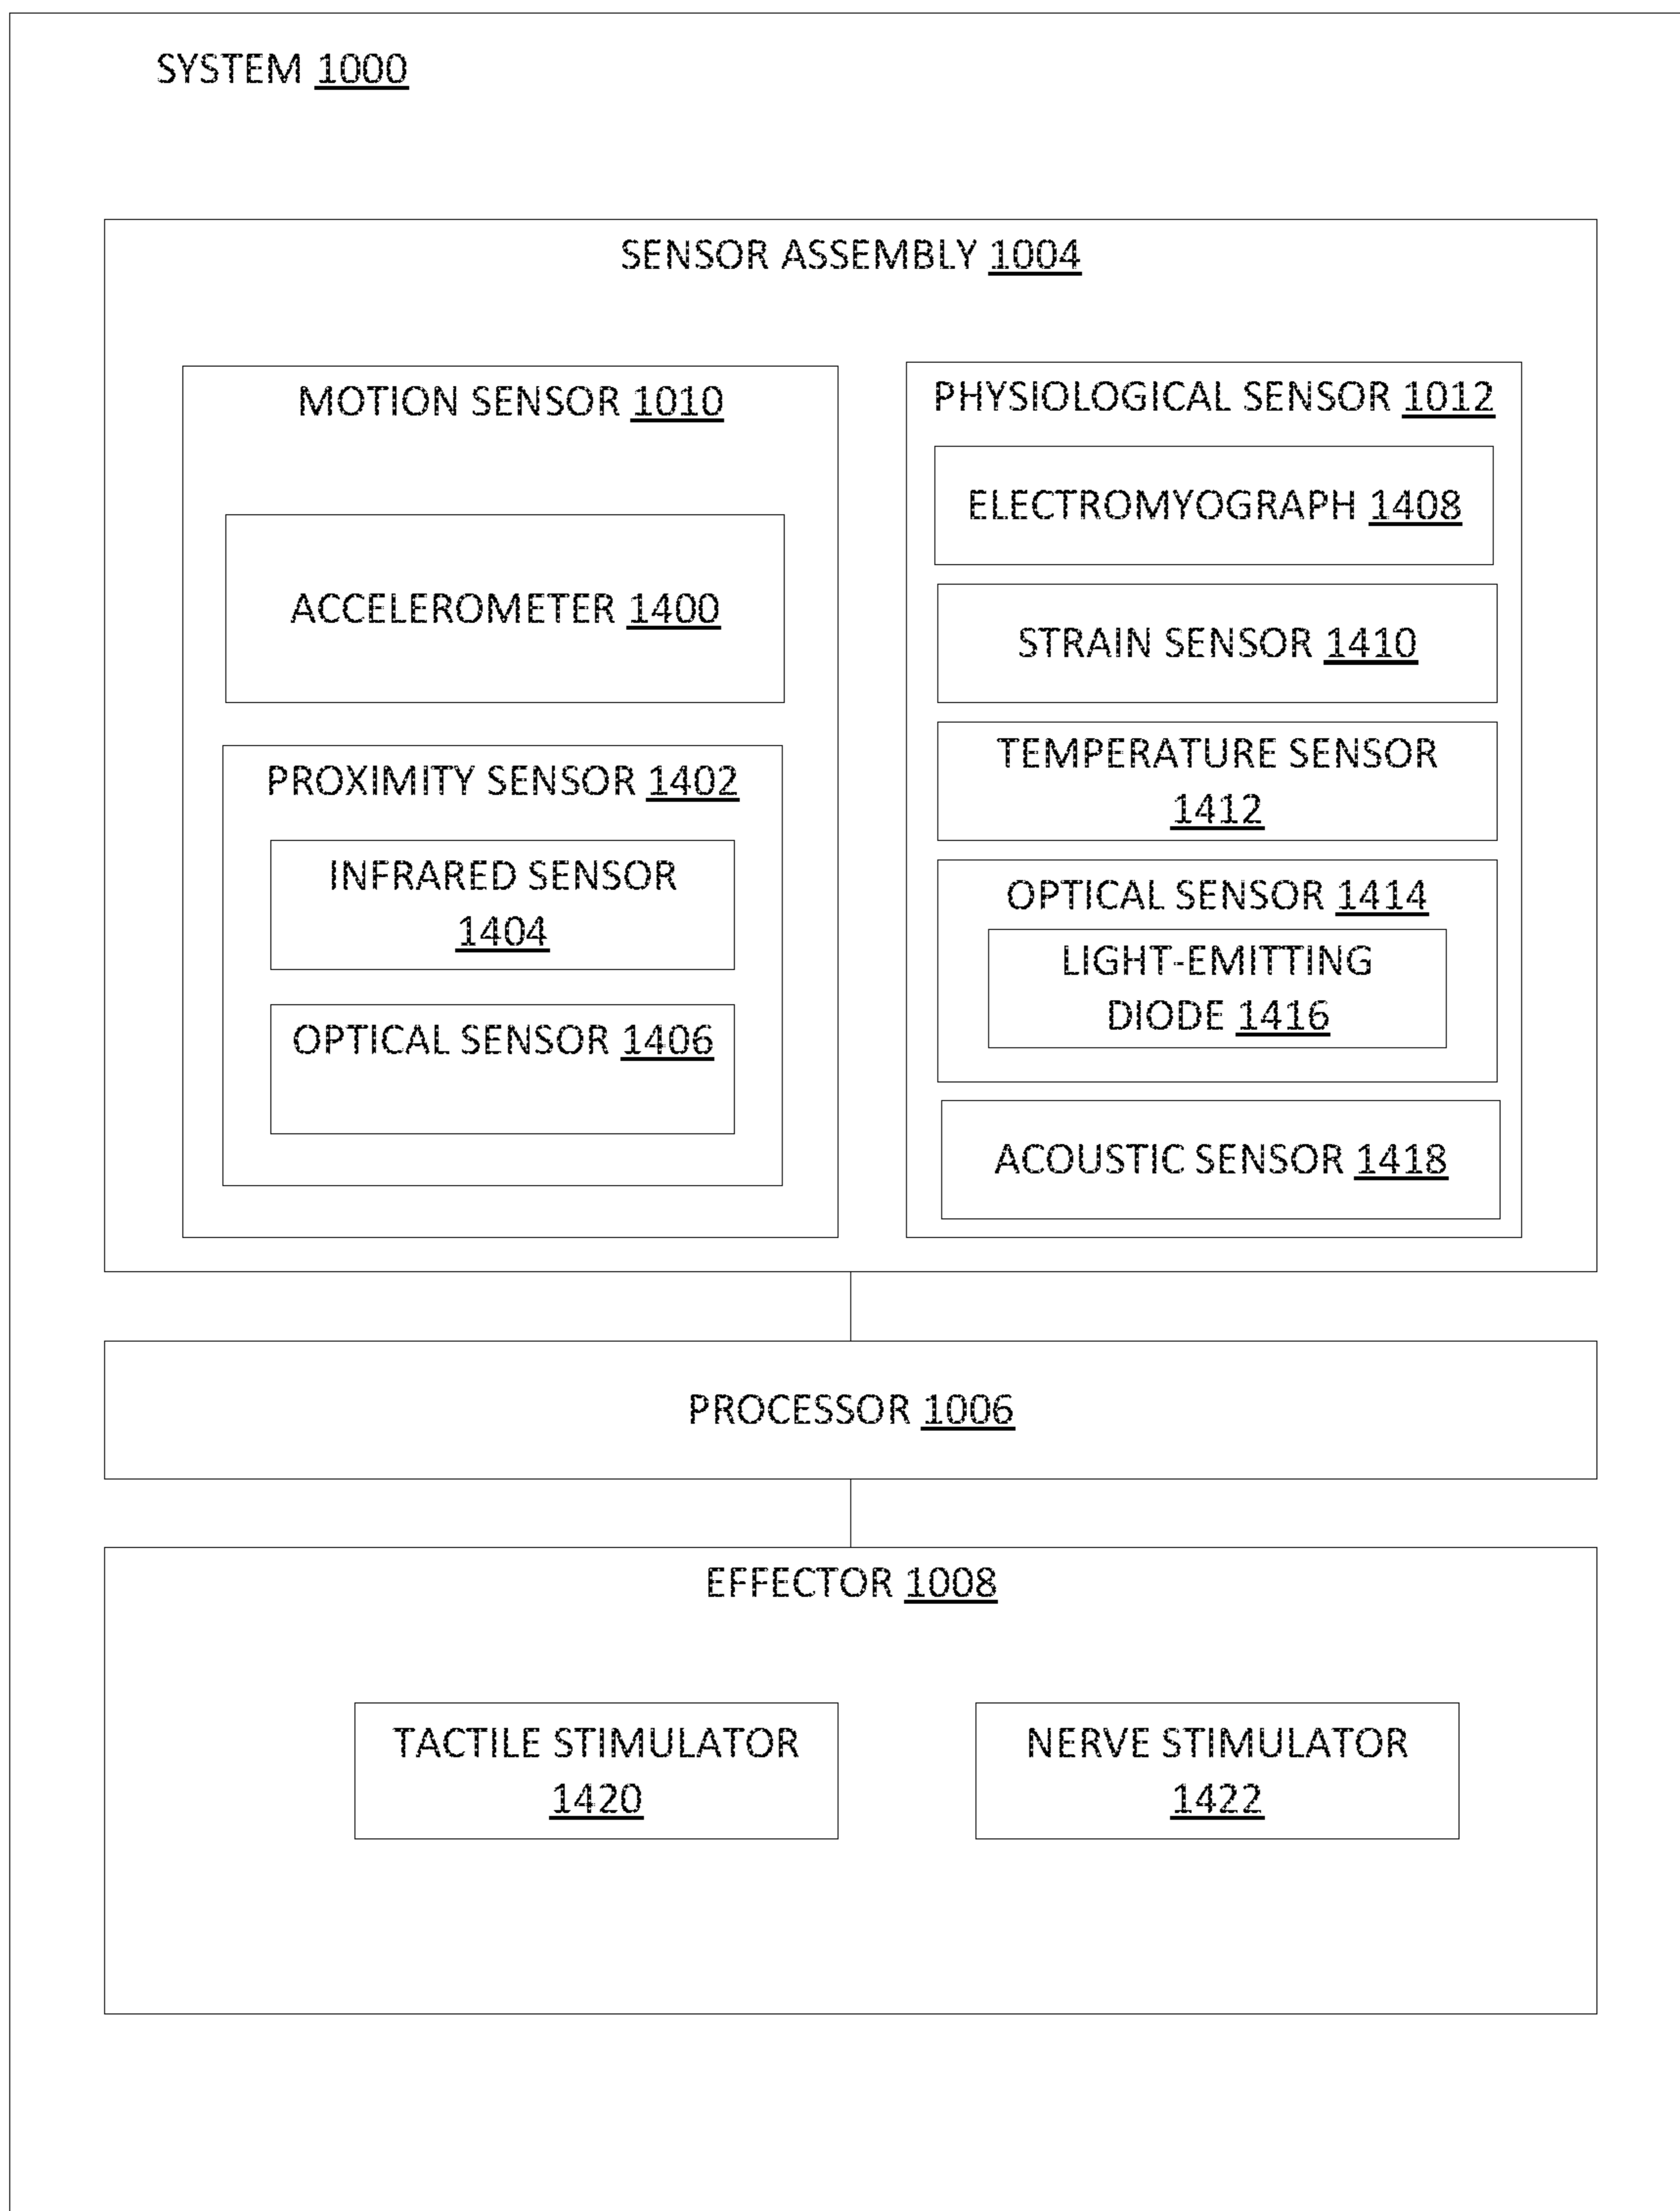 SYSTEM 1000
SENSOR ASSEMBLY 1004
MOTION SENSOR 1010
ACCELEROMETER 1400
PROXIMITY SENSOR 1402
INFRARED SENSOR
1404
OPTICAL SENSOR 1406
PHYSIOLOGICAL SENSOR 1012
ELECTROMYOGRAPH 1408
STRAIN SENSOR 1410
TEMPERATURE SENSOR
1412
OPTICAL SENSOR 1414
LIGHT-EMITTING
DIODE 1416
ACOUSTIC SENSOR 1418
PROCESSOR 1006
EFFECTOR 1008
TACTILE STIMULATOR
1420
NERVE STIMULATOR
1422